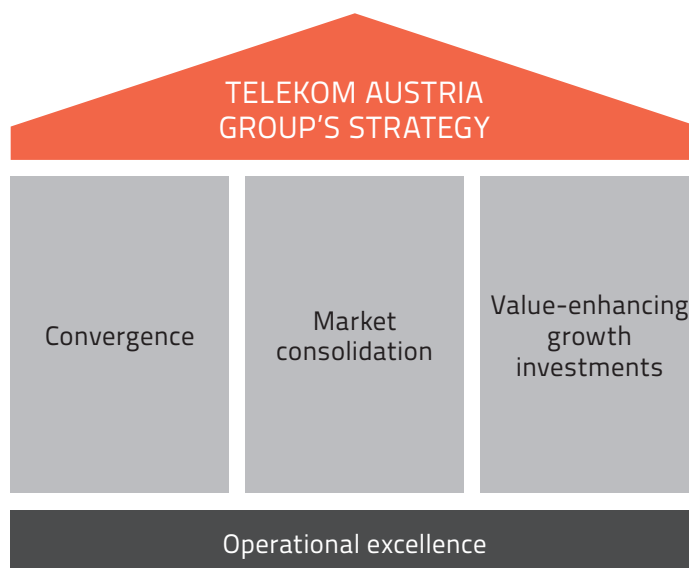 TELEKOM AUSTRIA
GROUP'S STRATEGY
Convergence
Market
consolidation
Value-enhancing
growth
investments
Operational excellence